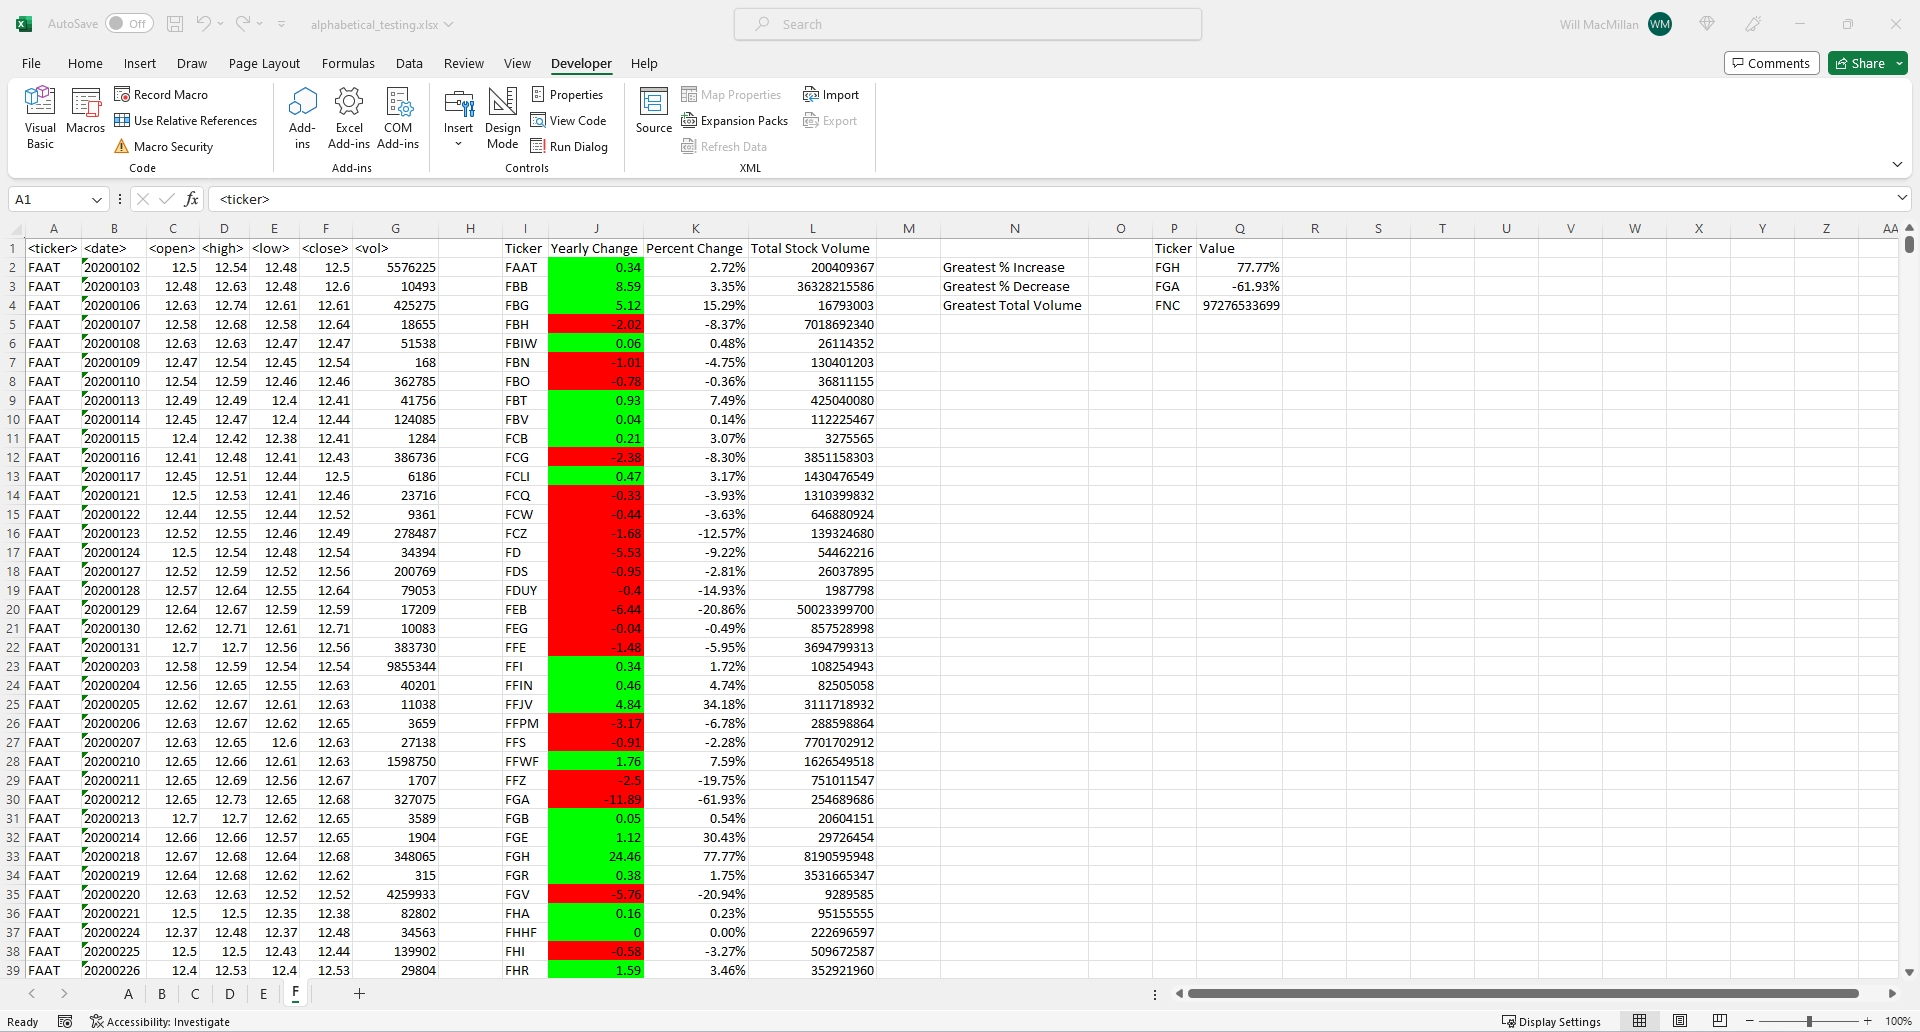 AutoSave Off alphabetical_testing.xlsx Search Will MacMillan WM
File Home Insert Draw Page Layout Formulas Data Review View Developer Help Comments Share
Visual Basic Macros Record Macro Use Relative References Macro Security Code
Add-ins Excel Add-ins COM Add-ins Add-ins
Insert Design Mode Properties View Code Run Dialog Controls
Source Map Properties Expansion Packs Refresh Data Import Export XML
A1 fx <ticker>
A B C D E F G H I J K L M N O P Q R S T U V W X Y Z AA
1 <ticker> <date> <open> <high> <low> <close> <vol> Ticker Yearly Change Percent Change Total Stock Volume Ticker Value
2 FAAT 20200102 12.5 12.54 12.48 12.5 5576225 FAAT 0.34 2.72% 200409367 Greatest % Increase FGH 77.77%
3 FAAT 20200103 12.48 12.63 12.48 12.6 10493 FBB 8.59 3.35% 36328215586 Greatest % Decrease FGA -61.93%
4 FAAT 20200106 12.63 12.74 12.61 12.61 425275 FBG 5.12 15.29% 16793003 Greatest Total Volume FNC 97276533699
5 FAAT 20200107 12.58 12.68 12.58 12.64 18655 FBH -2.02 -8.37% 7018692340
6 FAAT 20200108 12.63 12.63 12.47 12.47 51538 FBIW 0.06 0.48% 26114352
7 FAAT 20200109 12.47 12.54 12.45 12.54 168 FBN -1.01 -4.75% 130401203
8 FAAT 20200110 12.54 12.59 12.46 12.46 362785 FBO -0.78 -0.36% 36811155
9 FAAT 20200113 12.49 12.49 12.4 12.41 41756 FBT 0.93 7.49% 425040080
10 FAAT 20200114 12.45 12.47 12.4 12.44 124085 FBV 0.04 0.14% 112225467
11 FAAT 20200115 12.4 12.42 12.38 12.41 1284 FCB 0.21 3.07% 3275565
12 FAAT 20200116 12.41 12.48 12.41 12.43 386736 FCG -2.38 -8.30% 3851158303
13 FAAT 20200117 12.45 12.51 12.44 12.5 6186 FCLI 0.47 3.17% 1430476549
14 FAAT 20200121 12.5 12.53 12.41 12.46 23716 FCQ -0.33 -3.93% 1310399832
15 FAAT 20200122 12.44 12.55 12.44 12.52 9361 FCW -0.44 -3.63% 646880924
16 FAAT 20200123 12.52 12.55 12.46 12.49 278487 FCZ -1.68 -12.57% 139324680
17 FAAT 20200124 12.5 12.54 12.48 12.54 34394 FD -5.53 -9.22% 54462216
18 FAAT 20200127 12.52 12.59 12.52 12.56 200769 FDS -0.95 -2.81% 26037895
19 FAAT 20200128 12.57 12.64 12.55 12.64 79053 FDUY -0.4 -14.93% 1987798
20 FAAT 20200129 12.64 12.67 12.59 12.59 17209 FEB -6.44 -20.86% 50023399700
21 FAAT 20200130 12.62 12.71 12.61 12.71 10083 FEG -0.04 -0.49% 857528998
22 FAAT 20200131 12.7 12.7 12.56 12.56 383730 FFE -1.48 -5.95% 3694799313
23 FAAT 20200203 12.58 12.59 12.54 12.54 9855344 FFI 0.34 1.72% 108254943
24 FAAT 20200204 12.56 12.65 12.55 12.63 40201 FFIN 0.46 4.74% 82505058
25 FAAT 20200205 12.62 12.67 12.61 12.63 11038 FFJV 4.84 34.18% 3111718932
26 FAAT 20200206 12.63 12.67 12.62 12.65 3659 FFPM -3.17 -6.78% 288598864
27 FAAT 20200207 12.63 12.65 12.6 12.63 27138 FFS -0.91 -2.28% 7701702912
28 FAAT 20200210 12.65 12.66 12.61 12.63 1598750 FFWF 1.76 7.59% 1626549518
29 FAAT 20200211 12.65 12.69 12.56 12.67 1707 FFZ -2.5 -19.75% 751011547
30 FAAT 20200212 12.65 12.73 12.65 12.68 327075 FGA -11.89 -61.93% 254689686
31 FAAT 20200213 12.7 12.7 12.62 12.65 3589 FGB 0.05 0.54% 20604151
32 FAAT 20200214 12.66 12.66 12.57 12.65 1904 FGE 1.12 30.43% 29726454
33 FAAT 20200218 12.67 12.68 12.64 12.68 348065 FGH 24.46 77.77% 8190595948
34 FAAT 20200219 12.64 12.68 12.62 12.62 315 FGR 0.38 1.75% 3531665347
35 FAAT 20200220 12.63 12.63 12.52 12.52 4259933 FGV -5.76 -20.94% 9289585
36 FAAT 20200221 12.5 12.5 12.35 12.38 82802 FHA 0.16 0.23% 95155555
37 FAAT 20200224 12.37 12.48 12.37 12.48 34563 FHHF 0 0.00% 222696597
38 FAAT 20200225 12.5 12.5 12.43 12.44 139902 FHI -0.58 -3.27% 509672587
39 FAAT 20200226 12.4 12.53 12.4 12.53 29804 FHR 1.59 3.46% 352921960
A B C D E F
Ready Accessibility: Investigate Display Settings 100%